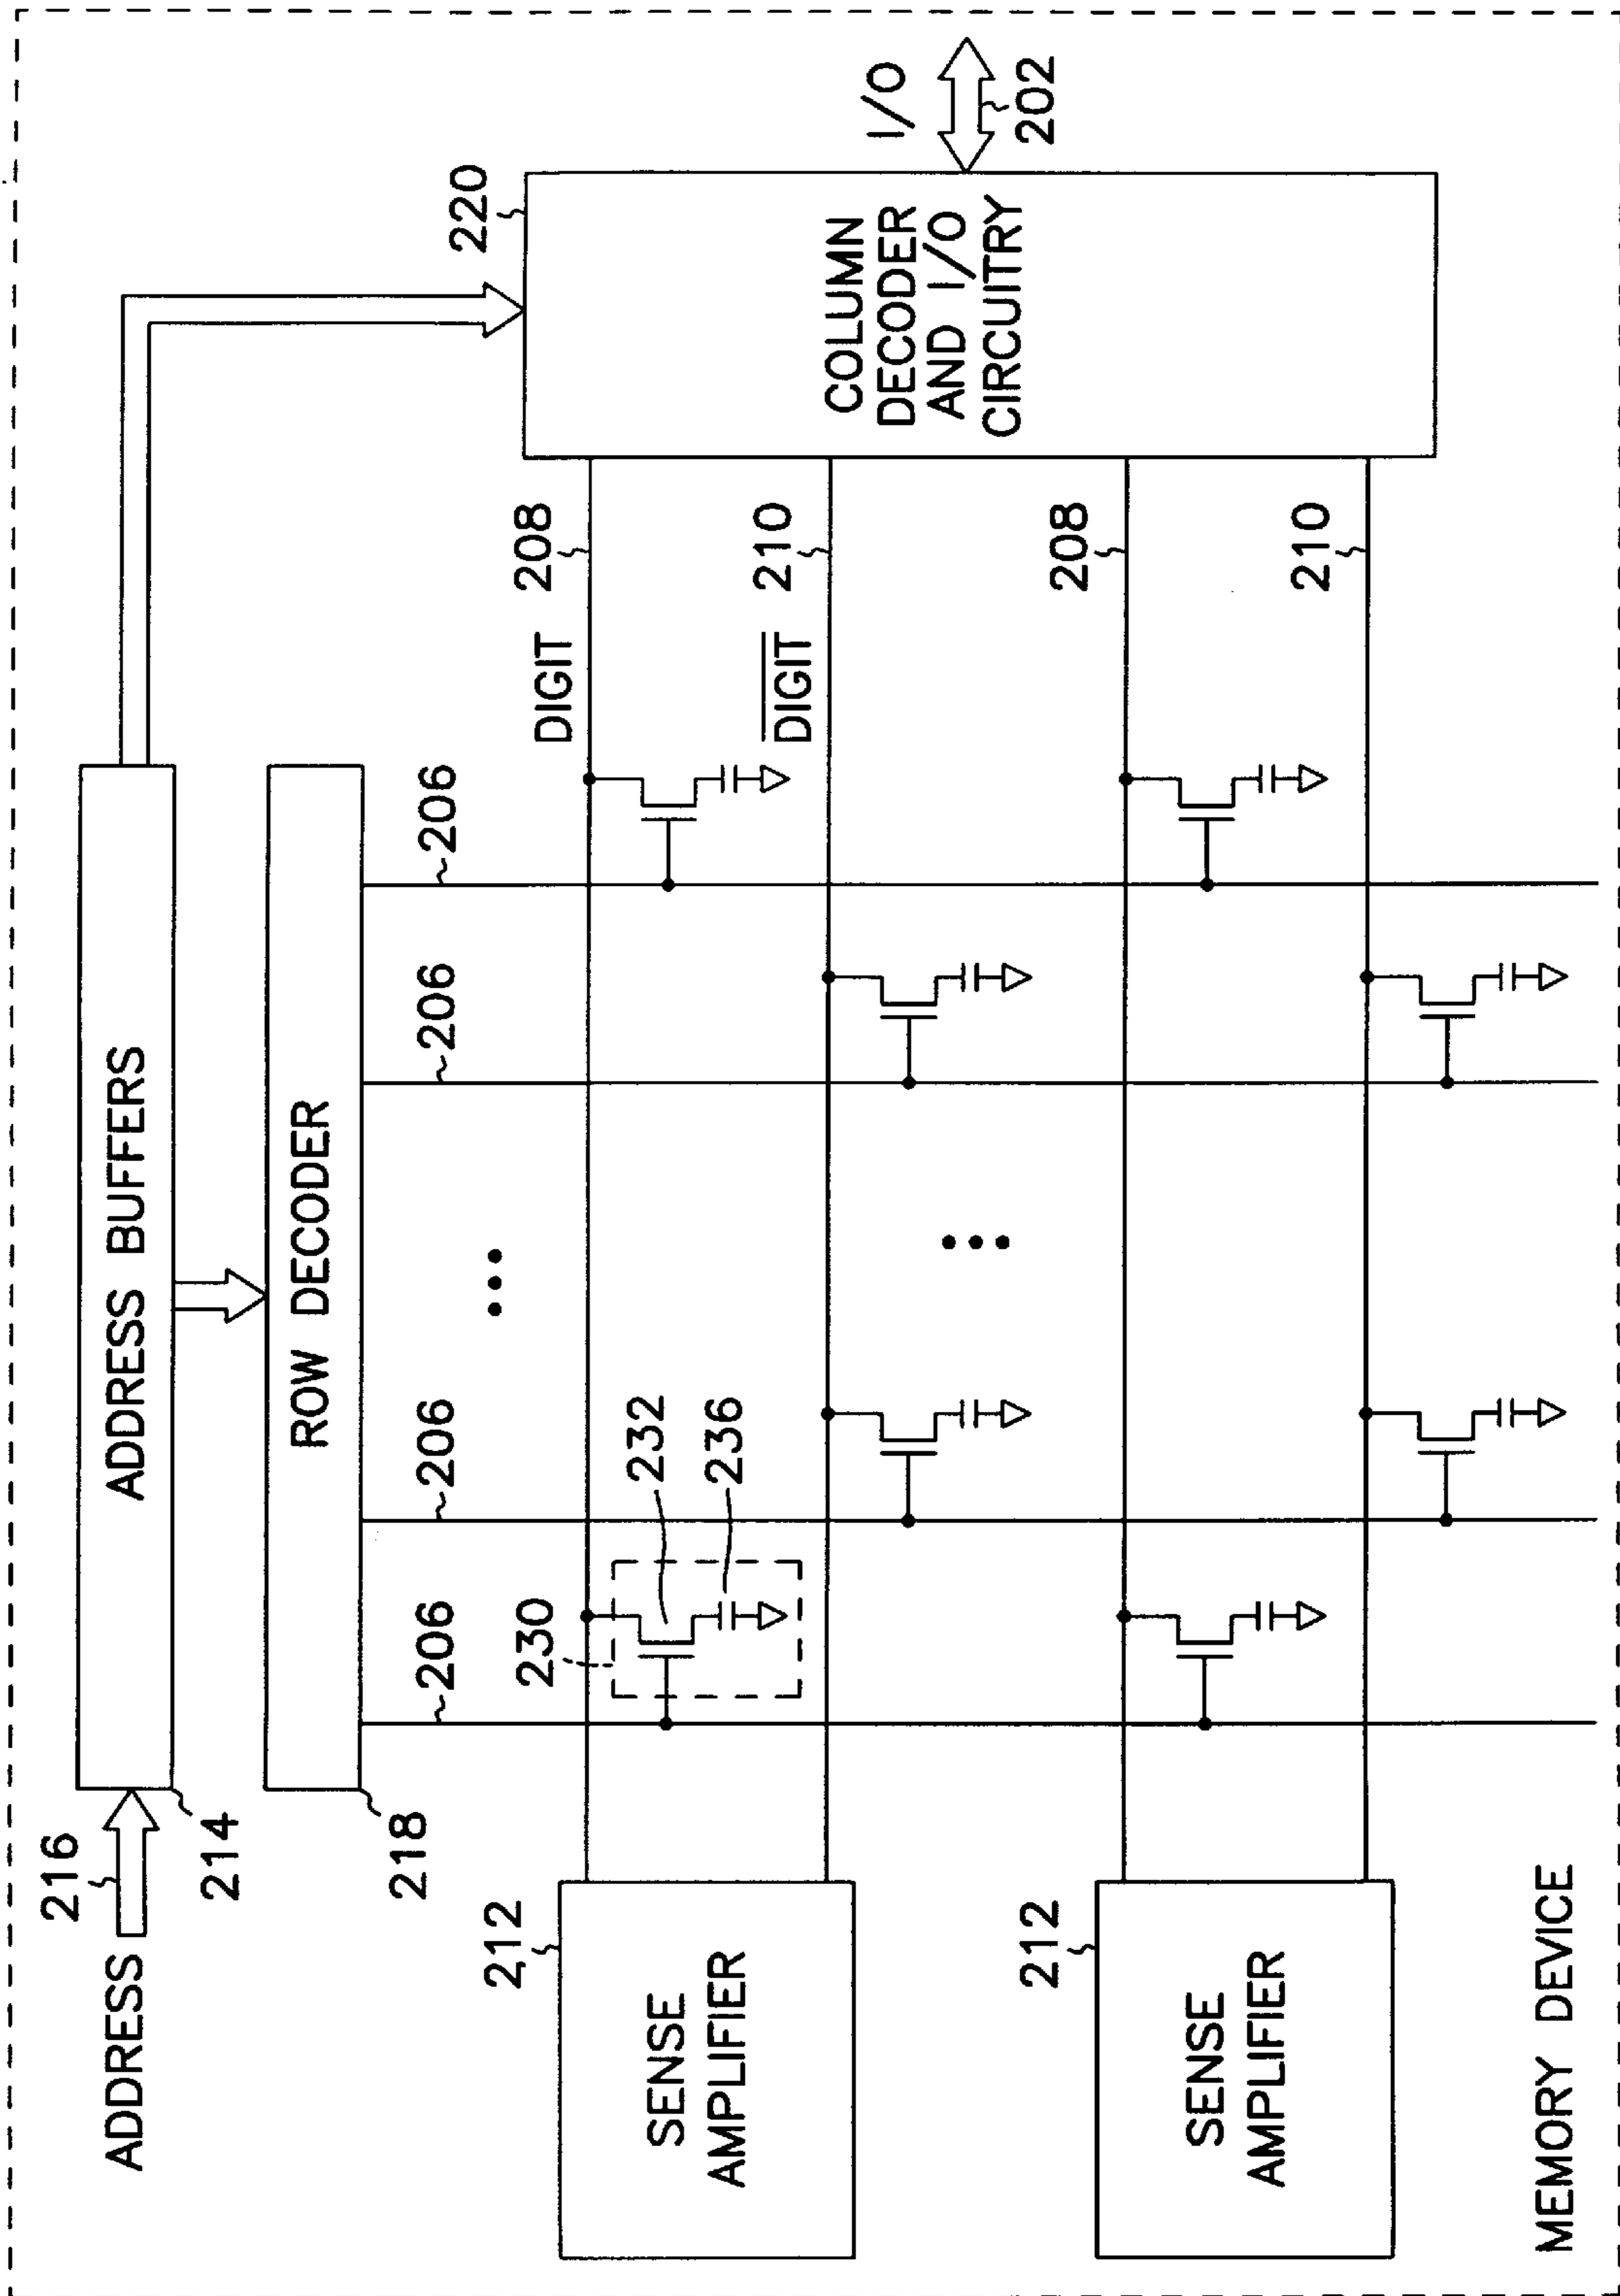 ADDRESS
216
214
ADDRESS BUFFERS
218
ROW DECODER
206
206
206
206
220
212
SENSE
AMPLIFIER
230
232
236
DIGIT
208
DIGIT
210
COLUMN
DECODER
AND I/O
CIRCUITRY
I/O
202
212
SENSE
AMPLIFIER
208
210
MEMORY DEVICE